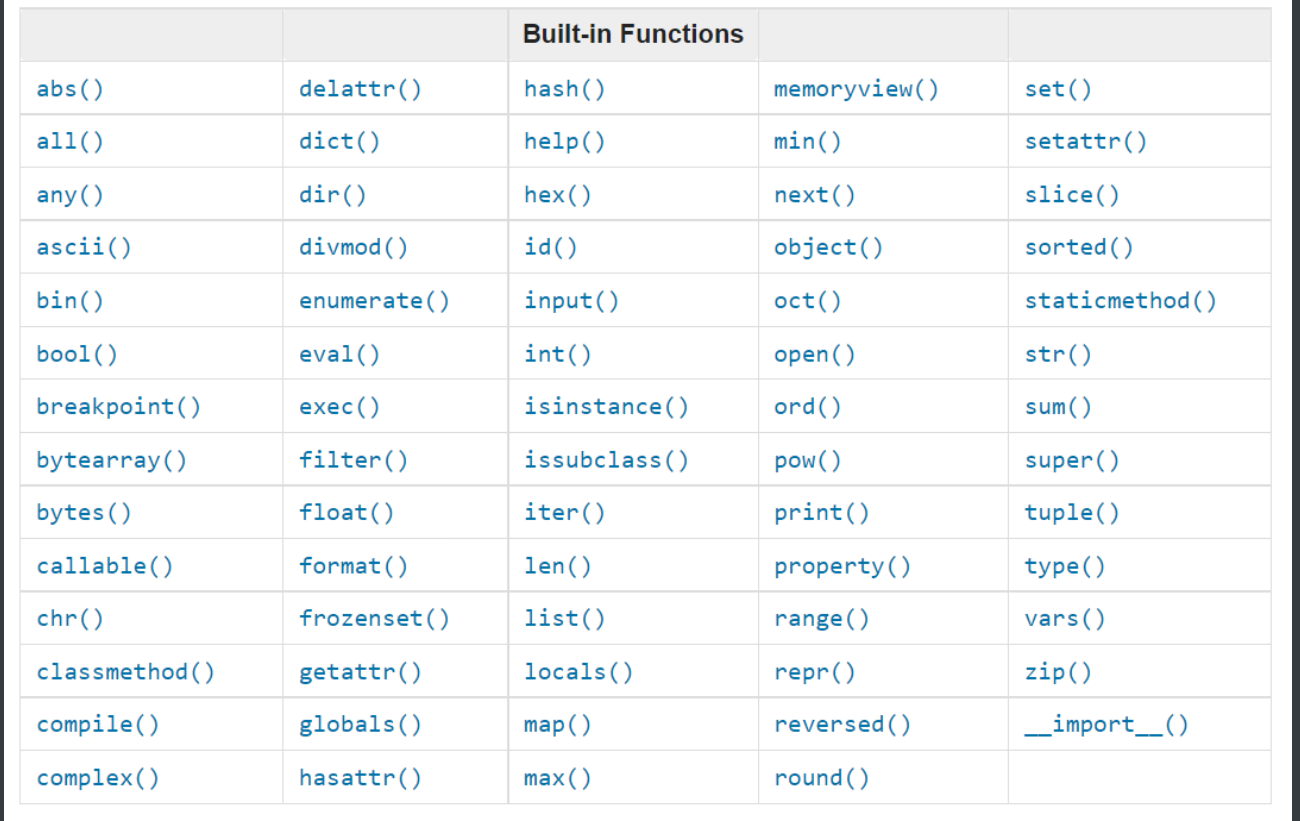 Built-in Functions
abs() delattr() hash() memoryview() set()
all() dict() help() min() setattr()
any() dir() hex() next() slice()
ascii() divmod() id() object() sorted()
bin() enumerate() input() oct() staticmethod()
bool() eval() int() open() str()
breakpoint() exec() isinstance() ord() sum()
bytearray() filter() issubclass() pow() super()
bytes() float() iter() print() tuple()
callable() format() len() property() type()
chr() frozenset() list() range() vars()
classmethod() getattr() locals() repr() zip()
compile() globals() map() reversed() __import__()
complex() hasattr() max() round()